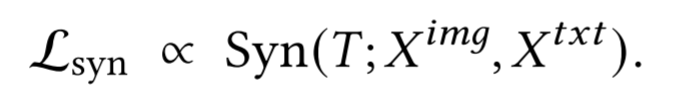 ℒ_syn ∝ Syn(T; X^img, X^txt).